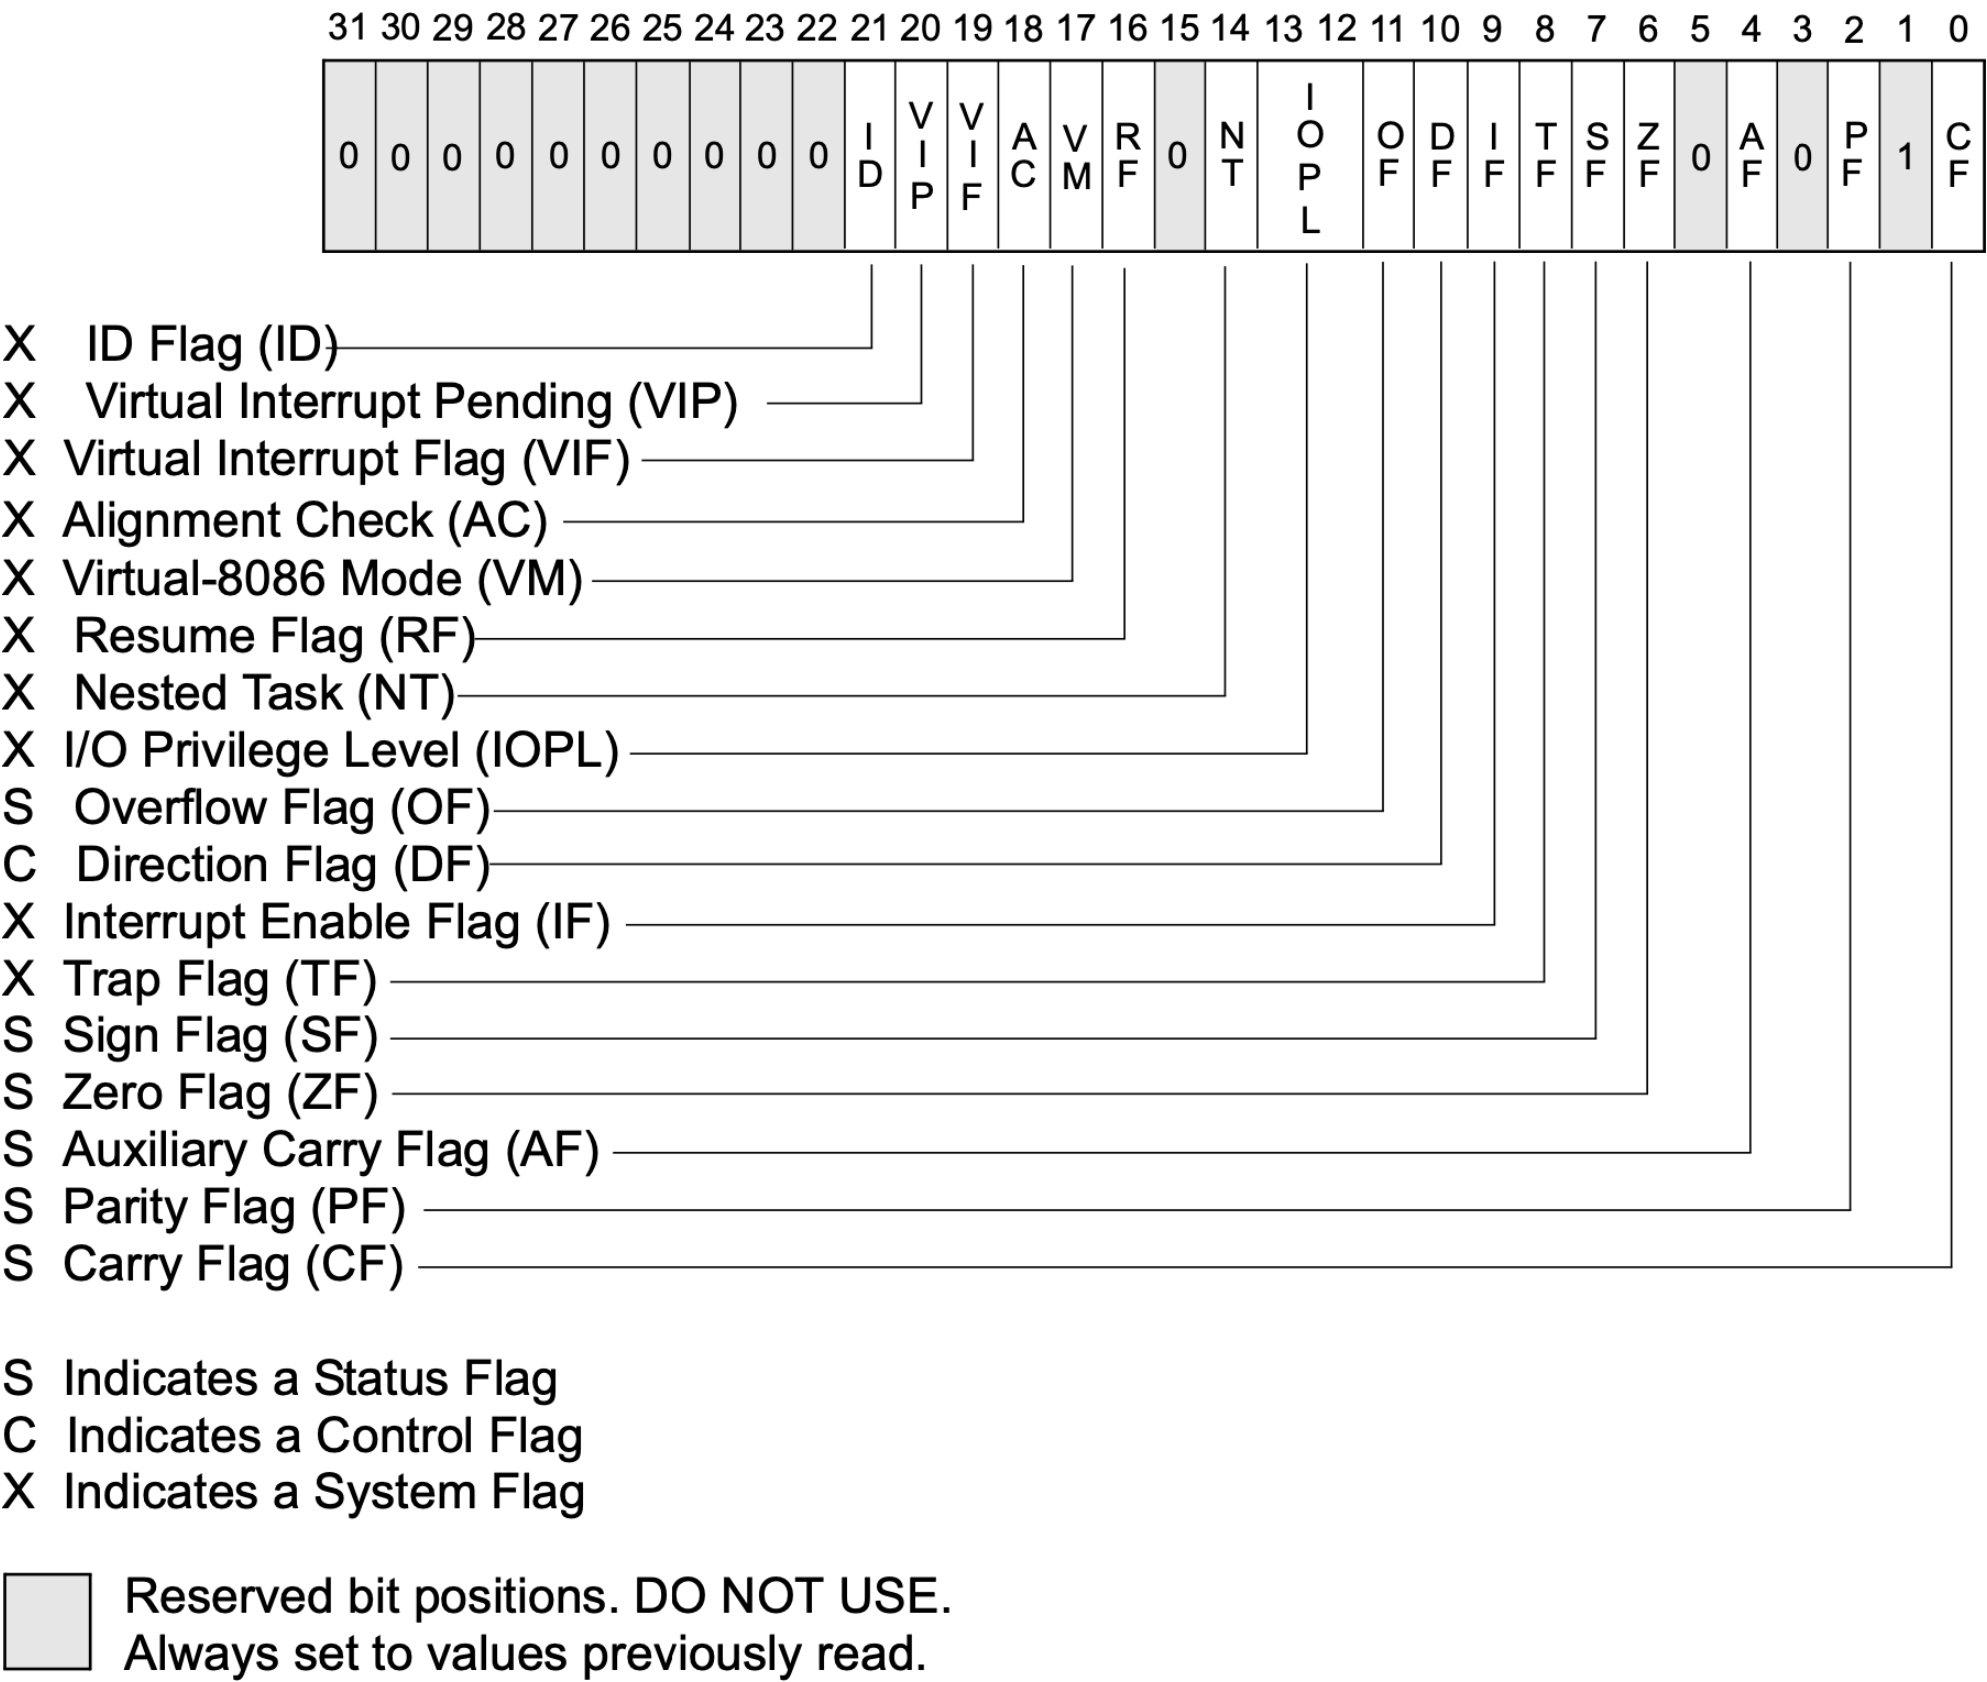 31 30 29 28 27 26 25 24 23 22 21 20 19 18 17 16 15 14 13 12 11 10 9 8 7 6 5 4 3 2 1 0
0 0 0 0 0 0 0 0 0 0 ID VIP VIF AC VM RF 0 NT IOPL OF DF IF TF SF ZF 0 AF 0 PF 1 CF
X ID Flag (ID)
X Virtual Interrupt Pending (VIP)
X Virtual Interrupt Flag (VIF)
X Alignment Check (AC)
X Virtual-8086 Mode (VM)
X Resume Flag (RF)
X Nested Task (NT)
X I/O Privilege Level (IOPL)
S Overflow Flag (OF)
C Direction Flag (DF)
X Interrupt Enable Flag (IF)
X Trap Flag (TF)
S Sign Flag (SF)
S Zero Flag (ZF)
S Auxiliary Carry Flag (AF)
S Parity Flag (PF)
S Carry Flag (CF)
S Indicates a Status Flag
C Indicates a Control Flag
X Indicates a System Flag
Reserved bit positions. DO NOT USE.
Always set to values previously read.